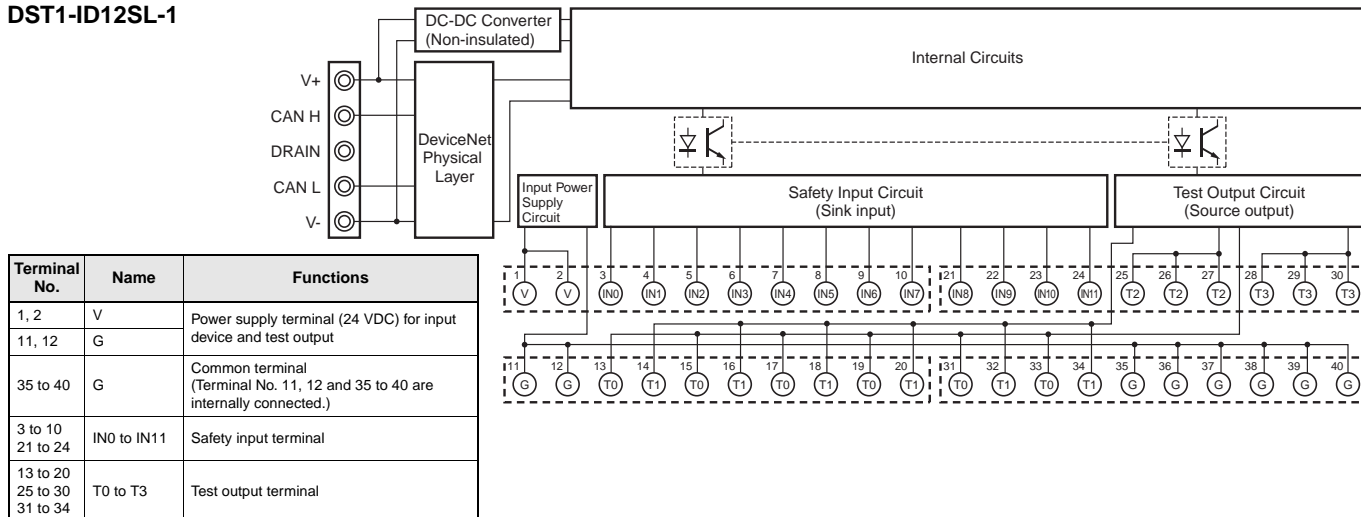 DST1-ID12SL-1
DC-DC Converter
(Non-insulated)
Internal Circuits
V+
CAN H
DRAIN
CAN L
V-
DeviceNet
Physical
Layer
Input Power
Supply
Circuit
Safety Input Circuit
(Sink input)
Test Output Circuit
(Source output)
1 2 3 4 5 6 7 8 9 10 21 22 23 24 25 26 27 28 29 30
V V IN0 IN1 IN2 IN3 IN4 IN5 IN6 IN7 IN8 IN9 IN10 IN11 T2 T2 T2 T3 T3 T3
11 12 13 14 15 16 17 18 19 20 31 32 33 34 35 36 37 38 39 40
G G T0 T1 T0 T1 T0 T1 T0 T1 T0 T1 T0 T1 G G G G G G
Terminal No. Name Functions
1, 2 V Power supply terminal (24 VDC) for input
11, 12 G device and test output
35 to 40 G Common terminal
(Terminal No. 11, 12 and 35 to 40 are
internally connected.)
3 to 10
21 to 24 IN0 to IN11 Safety input terminal
13 to 20
25 to 30 T0 to T3 Test output terminal
31 to 34